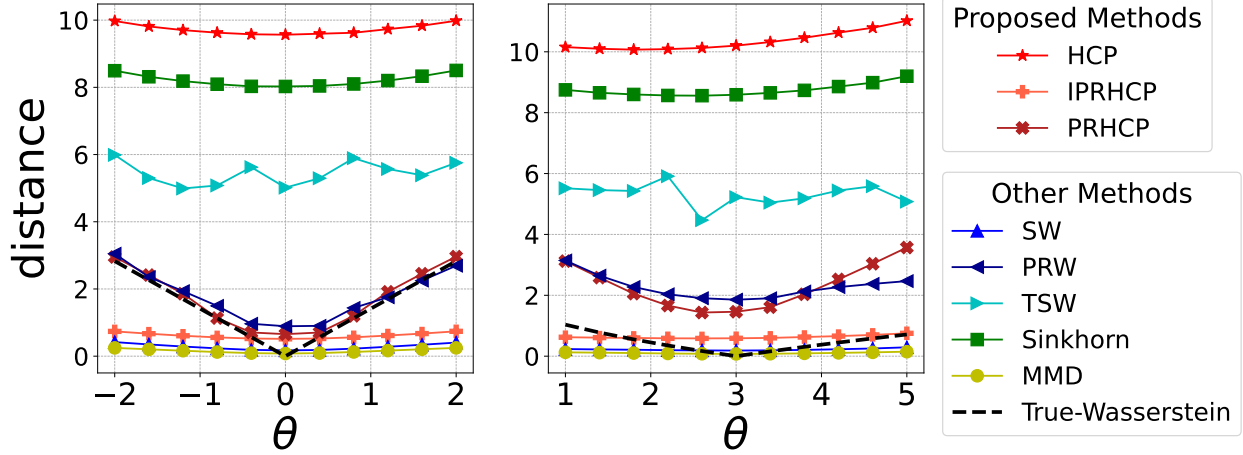 distance
10
8
6
4
2
0
−2
−1
0
1
2
θ
10
8
6
4
2
0
1
2
3
4
5
θ
Proposed Methods
HCP
IPRHCP
PRHCP
Other Methods
SW
PRW
TSW
Sinkhorn
MMD
True-Wasserstein